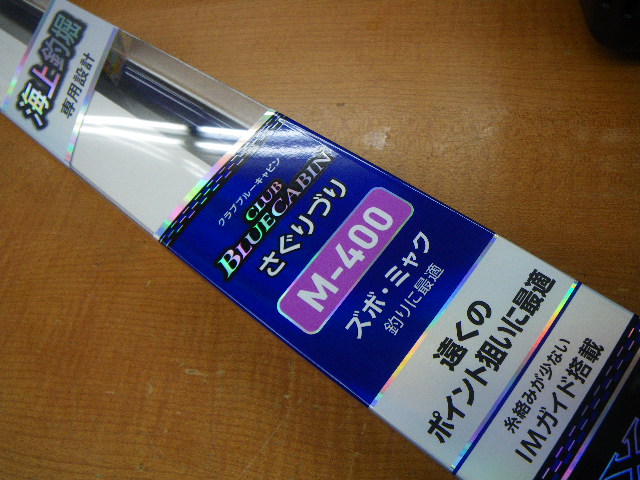 海上釣堀
専用設計
クラブブルーキャビン
CLUB
BLUECABIN
さぐりづり
M-400
ズボ・ミャク
釣りに最適
遠くの
ポイント狙いに最適
糸絡みが少ない
IMガイド搭載